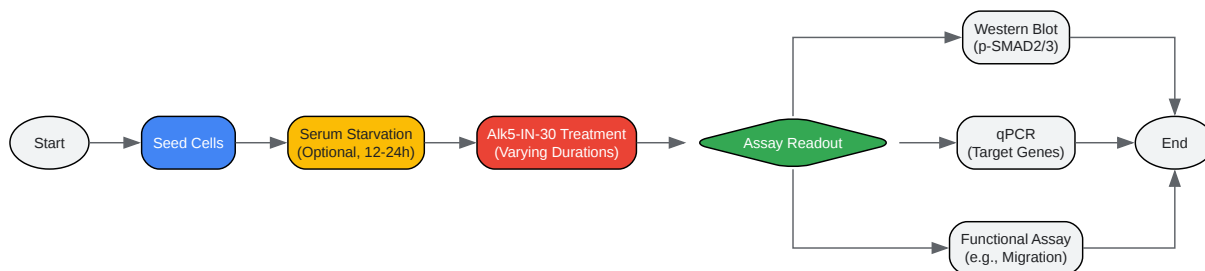 Start
Seed Cells
Serum Starvation
(Optional, 12-24h)
Alk5-IN-30 Treatment
(Varying Durations)
Assay Readout
Western Blot
(p-SMAD2/3)
qPCR
(Target Genes)
Functional Assay
(e.g., Migration)
End